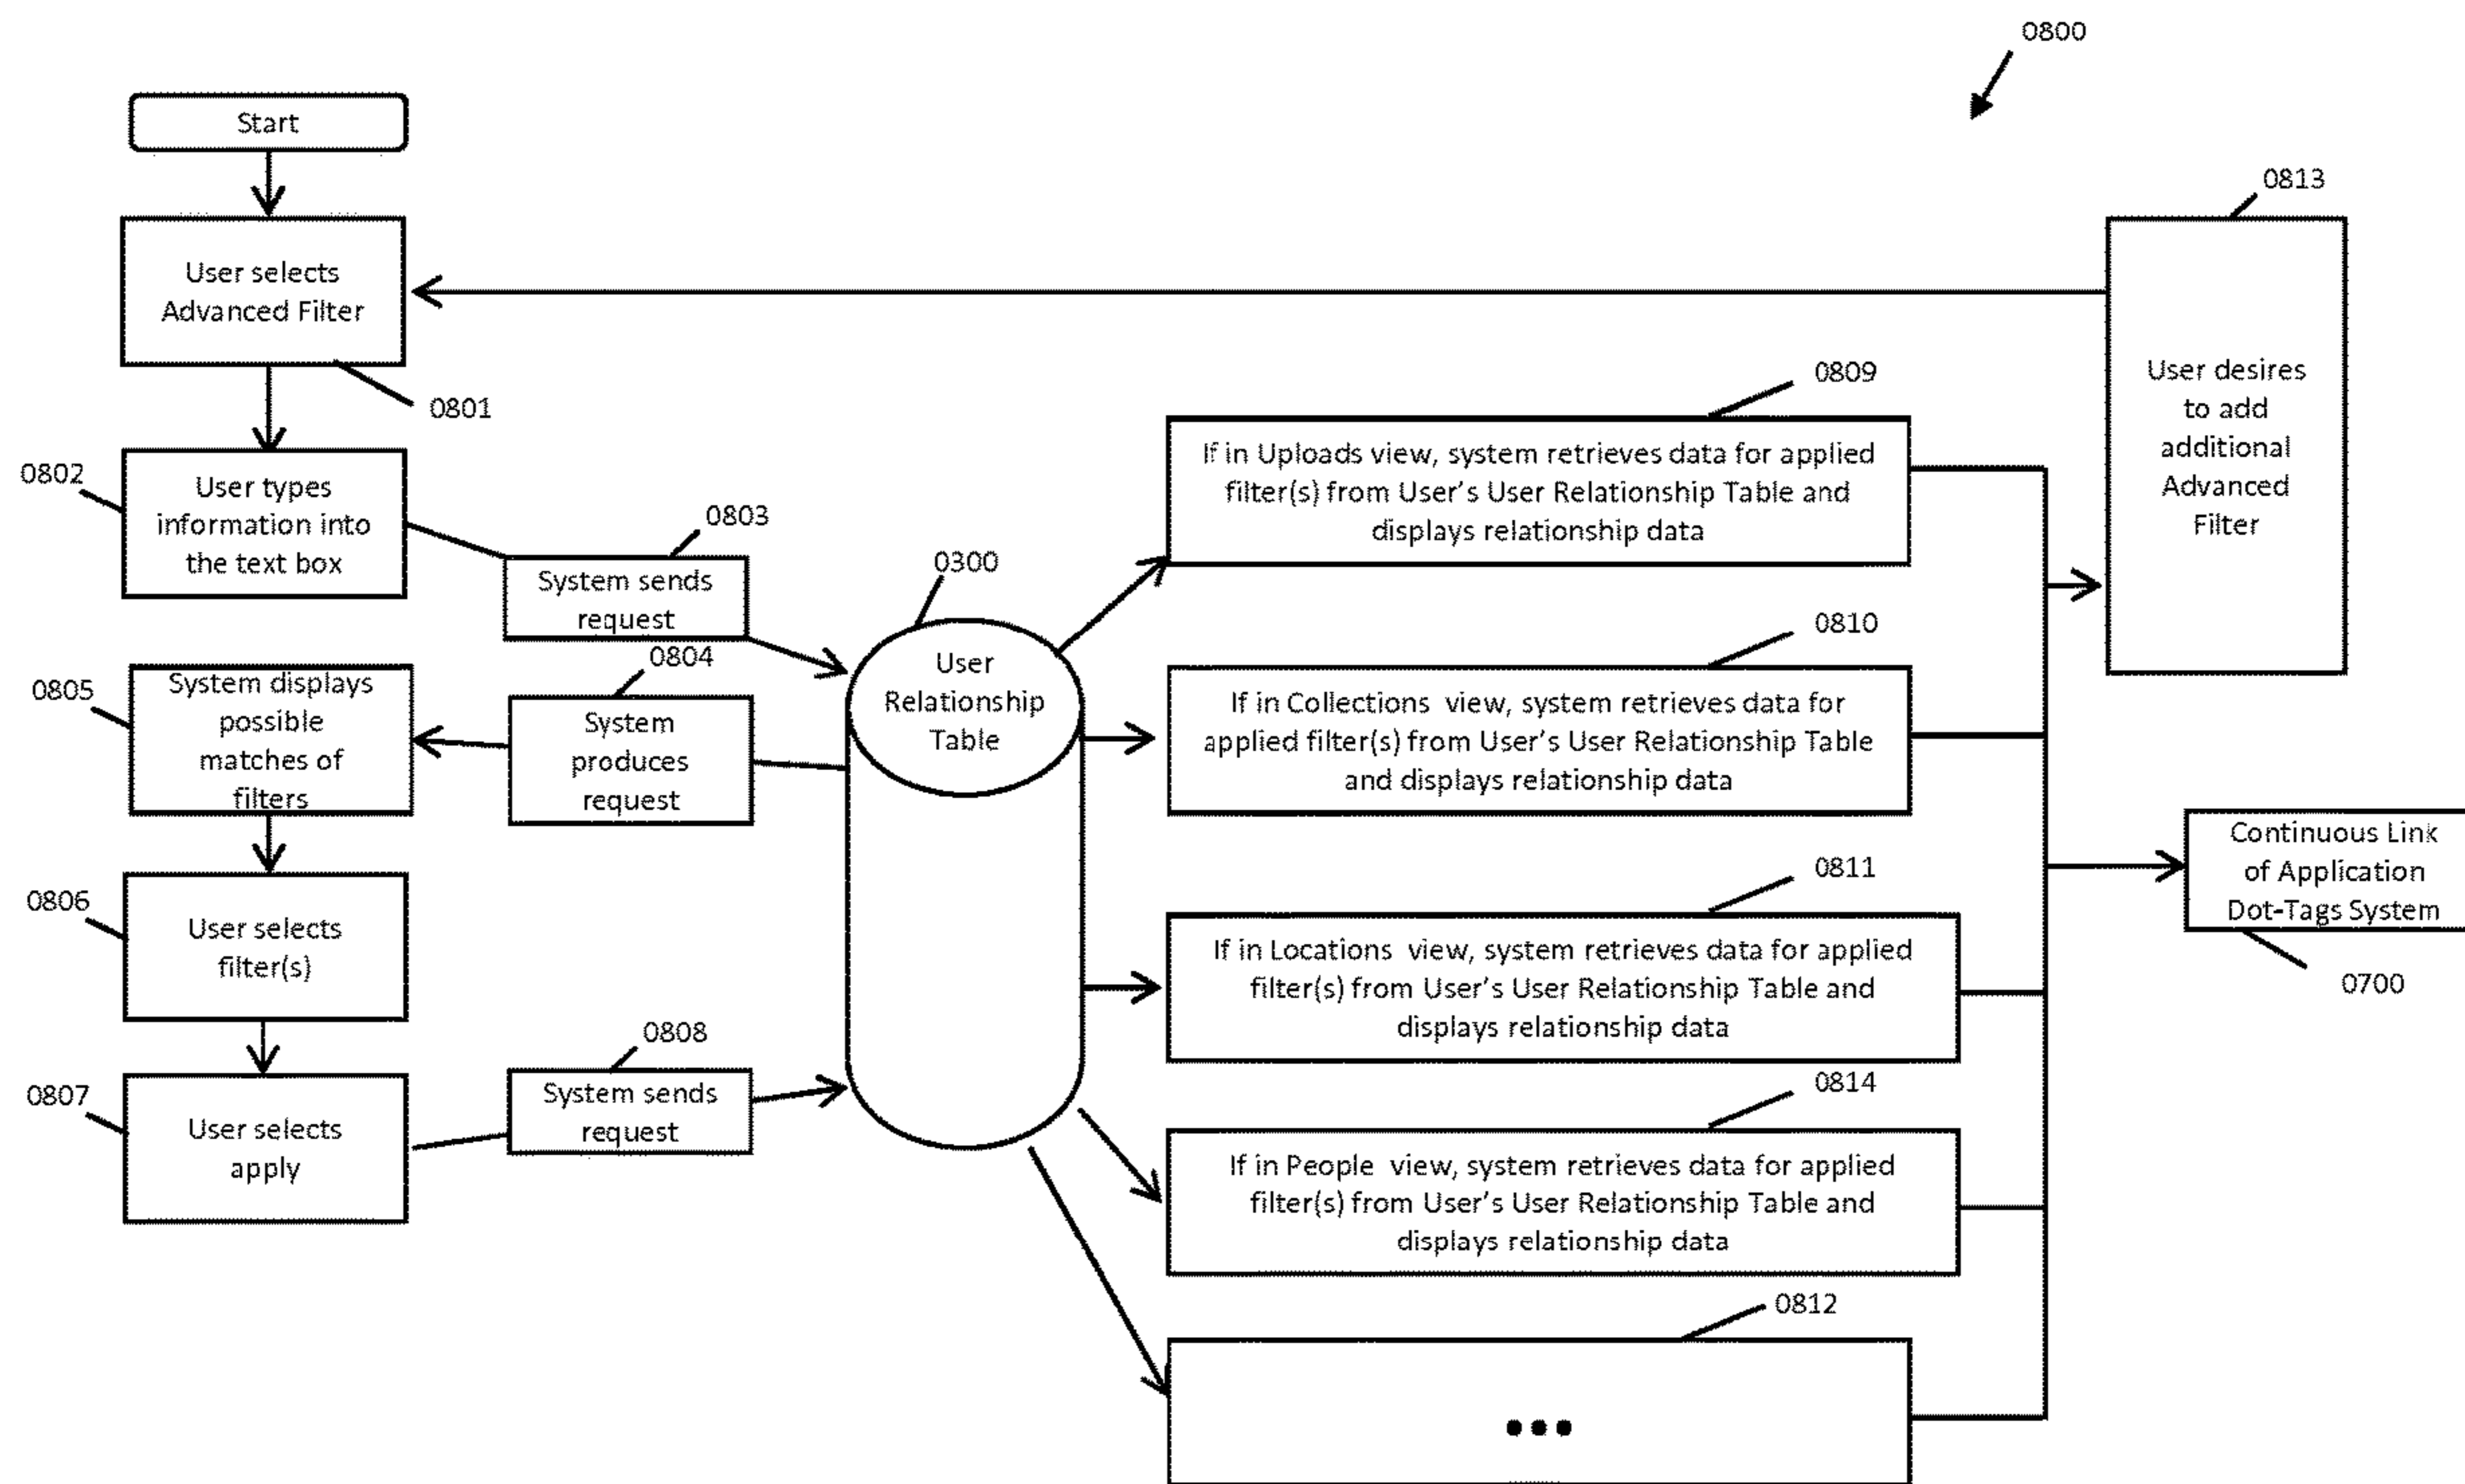 0800
Start
User selects
Advanced Filter
0801
0802
User types
information into
the text box
0803
System sends
request
0300
User
Relationship
Table
0804
System
produces
request
0805
System displays
possible
matches of
filters
0806
User selects
filter(s)
0807
User selects
apply
0808
System sends
request
0809
If in Uploads view, system retrieves data for applied
filter(s) from User's User Relationship Table and
displays relationship data
0810
If in Collections view, system retrieves data for
applied filter(s) from User's User Relationship Table
and displays relationship data
0811
If in Locations view, system retrieves data for applied
filter(s) from User's User Relationship Table and
displays relationship data
0814
If in People view, system retrieves data for applied
filter(s) from User's User Relationship Table and
displays relationship data
0812
•••
0813
User desires
to add
additional
Advanced
Filter
Continuous Link
of Application
Dot-Tags System
0700